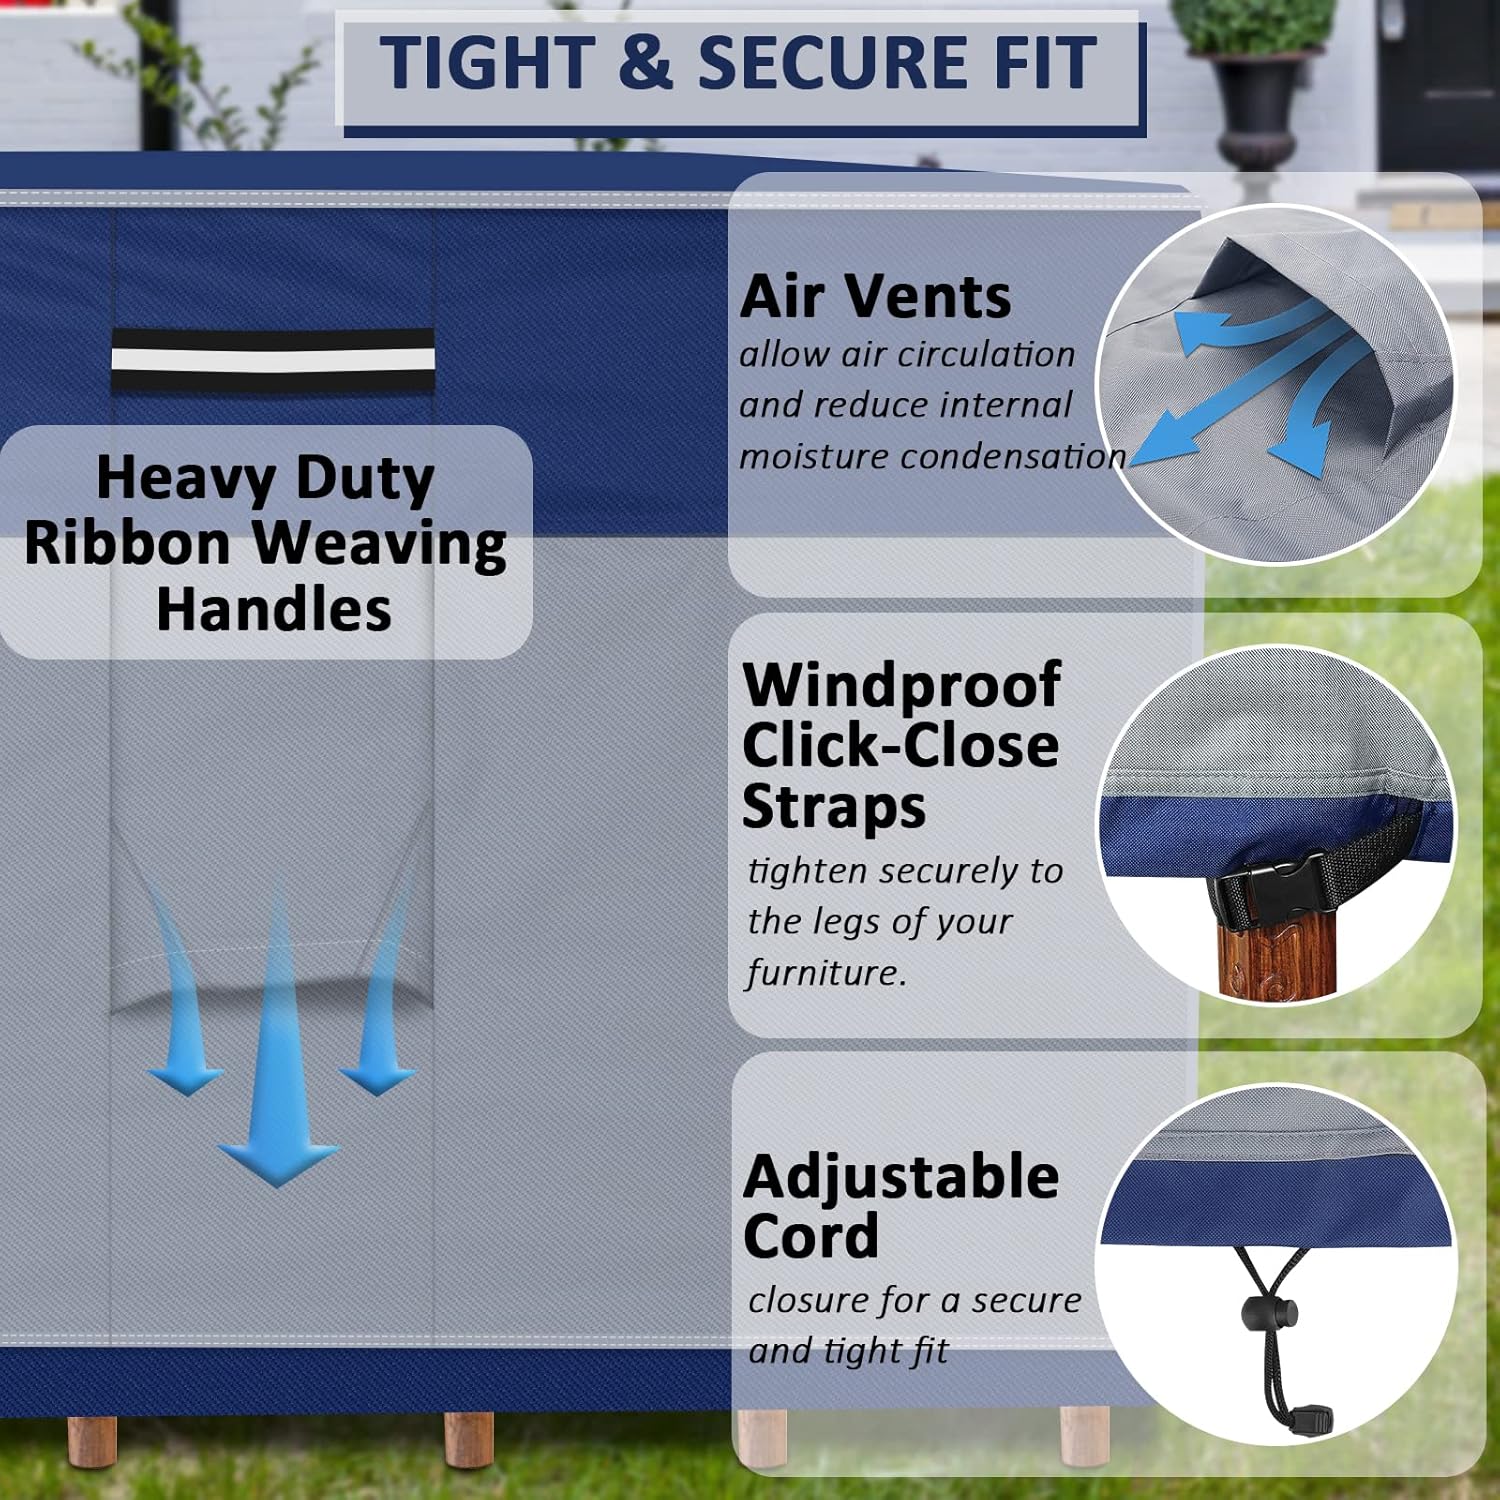 TIGHT & SECURE FIT
Air Vents
allow air circulation
and reduce internal
moisture condensation
Heavy Duty
Ribbon Weaving
Handles
Windproof
Click-Close
Straps
tighten securely to
the legs of your
furniture.
Adjustable
Cord
closure for a secure
and tight fit